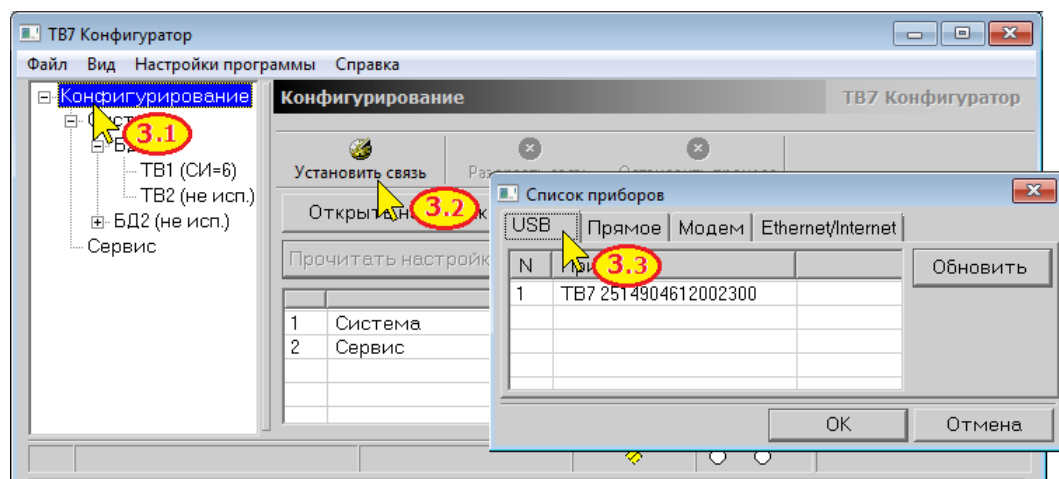 ТВ7 Конфигуратор
Файл Вид Настройки программы Справка
Конфигурирование
3.1
ТВ1 (СИ=6)
ТВ2 (не исп.)
БД2 (не исп.)
Сервис
Конфигурирование ТВ7 Конфигуратор
Установить связь
3.2
Прочитать
1 Система
2 Сервис
Список приборов
USB Прямое Модем Ethernet/Internet
3.3
N
Обновить
1 ТВ7 2514904612002300
OK Отмена